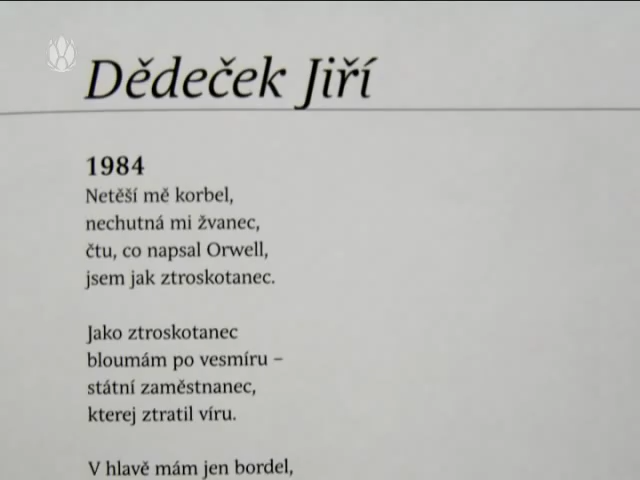 Dědeček Jiří
1984
Netěší mě korbel,
nechutná mi žvanec,
čtu, co napsal Orwell,
jsem jak ztroskotanec.
Jako ztroskotanec
bloumám po vesmíru –
státní zaměstnanec,
kterej ztratil víru.
V hlavě mám jen bordel,